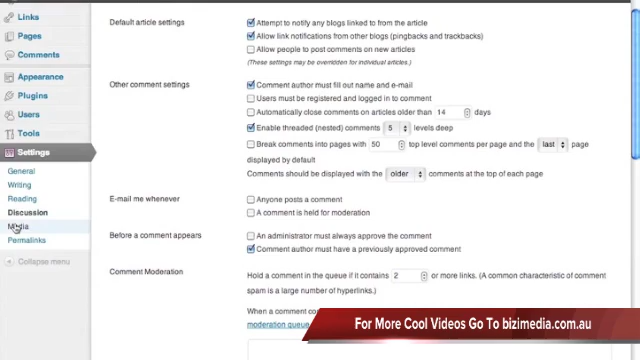 Links
Pages
Comments
Appearance
Plugins
Users
Tools
Settings
General
Writing
Reading
Discussion
Media
Permalinks
Collapse menu
Default article settings
Attempt to notify any blogs linked to from the article
Allow link notifications from other blogs (pingbacks and trackbacks)
Allow people to post comments on new articles
(These settings may be overridden for individual articles.)
Other comment settings
Comment author must fill out name and e-mail
Users must be registered and logged in to comment
Automatically close comments on articles older than 14 days
Enable threaded (nested) comments 5 levels deep
Break comments into pages with 50 top level comments per page and the last page
displayed by default
Comments should be displayed with the older comments at the top of each page
E-mail me whenever
Anyone posts a comment
A comment is held for moderation
Before a comment appears
An administrator must always approve the comment
Comment author must have a previously approved comment
Comment Moderation
Hold a comment in the queue if it contains 2 or more links. (A common characteristic of comment
spam is a large number of hyperlinks.)
When a comment
moderation queue
For More Cool Videos Go To bizimedia.com.au